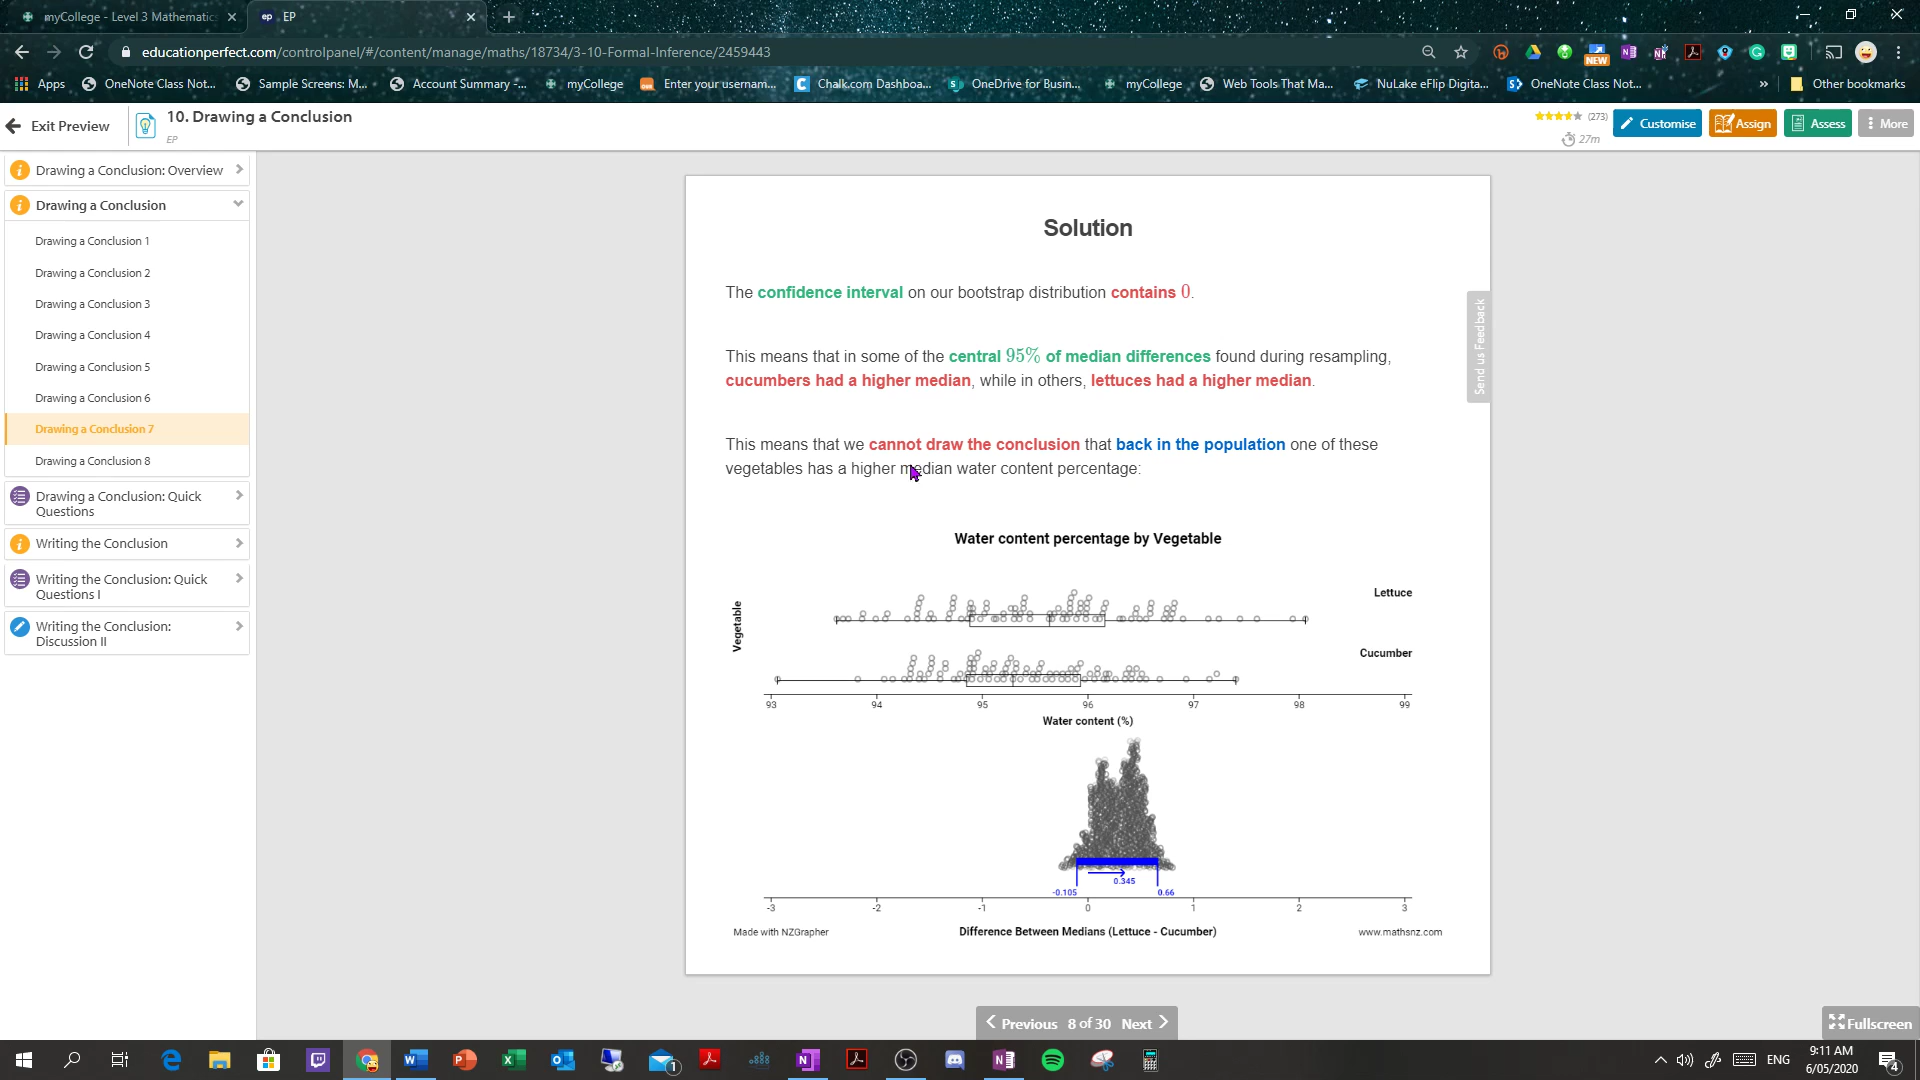 myCollege - Level 3 Mathematics
EP
educationperfect.com/controlpanel/#/content/manage/maths/18734/3-10-Formal-Inference/2459443
NEW
Apps
OneNote Class Not...
Sample Screens: M...
Account Summary -...
myCollege
Enter your usernam...
Chalk.com Dashboa...
OneDrive for Busin...
myCollege
Web Tools That Ma...
NuLake eFlip Digita...
OneNote Class Not...
»
Other bookmarks
Exit Preview
10. Drawing a Conclusion
EP
(273)
27m
Customise
Assign
Assess
More
Drawing a Conclusion: Overview
Drawing a Conclusion
Drawing a Conclusion 1
Drawing a Conclusion 2
Drawing a Conclusion 3
Drawing a Conclusion 4
Drawing a Conclusion 5
Drawing a Conclusion 6
Drawing a Conclusion 7
Drawing a Conclusion 8
Drawing a Conclusion: Quick
Questions
Writing the Conclusion
Writing the Conclusion: Quick
Questions I
Writing the Conclusion:
Discussion II
Solution
The confidence interval on our bootstrap distribution contains 0.
This means that in some of the central 95% of median differences found during resampling,
cucumbers had a higher median, while in others, lettuces had a higher median.
This means that we cannot draw the conclusion that back in the population one of these
vegetables has a higher median water content percentage:
Send us Feedback
Water content percentage by Vegetable
Vegetable
Lettuce
Cucumber
93 94 95 96 97 98 99
Water content (%)
0.345
-0.105 0.66
-3 -2 -1 0 1 2 3
Made with NZGrapher
Difference Between Medians (Lettuce - Cucumber)
www.mathsnz.com
Previous 8 of 30 Next
Fullscreen
1
ENG
9:11 AM
6/05/2020
4